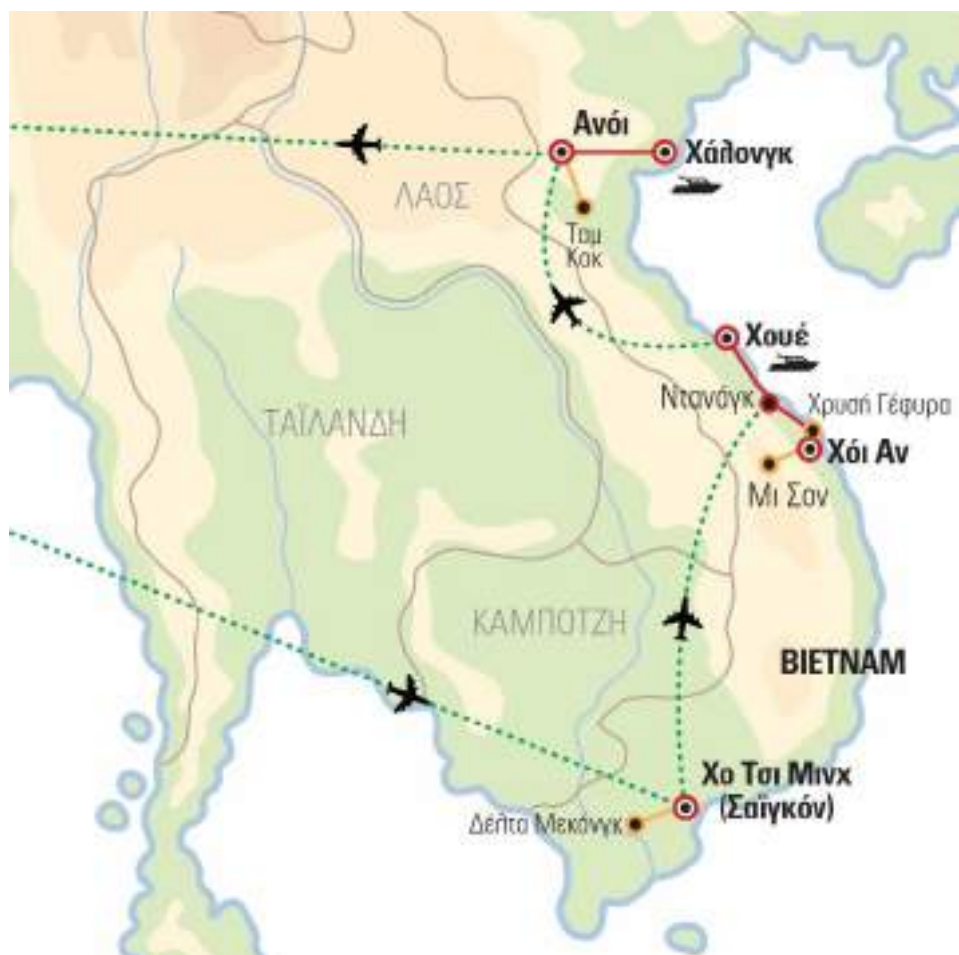 Ανόι
Χάλονγκ
ΛΑΟΣ
Ταμ
Κοκ
Χουέ
Ντανάγκ
Χρυσή Γέφυρα
ΤΑΪΛΑΝΔΗ
Χόι Αν
Μι Σον
ΚΑΜΠΟΤΖΗ
ΒΙΕΤΝΑΜ
Χο Τσι Μινχ
(Σαϊγκόν)
Δέλτα Μεκόνγκ